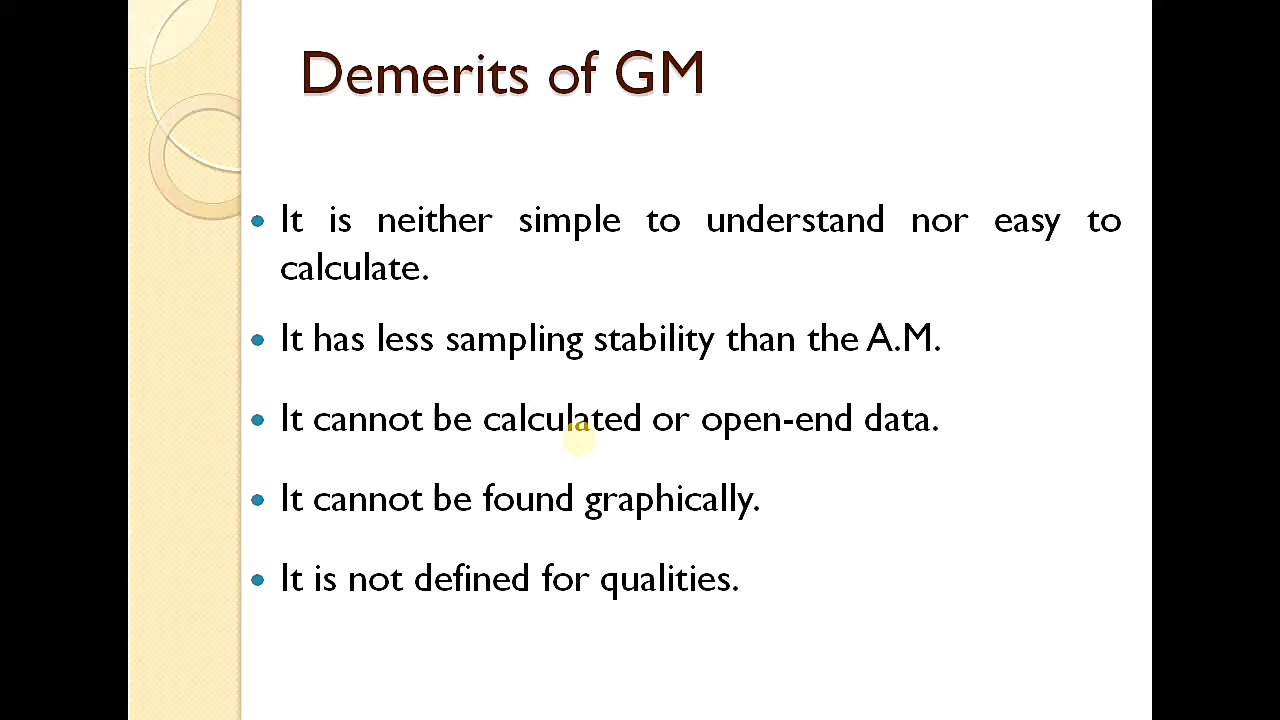 Demerits of GM
It is neither simple to understand nor easy to
calculate.
It has less sampling stability than the A.M.
It cannot be calculated or open-end data.
It cannot be found graphically.
It is not defined for qualities.